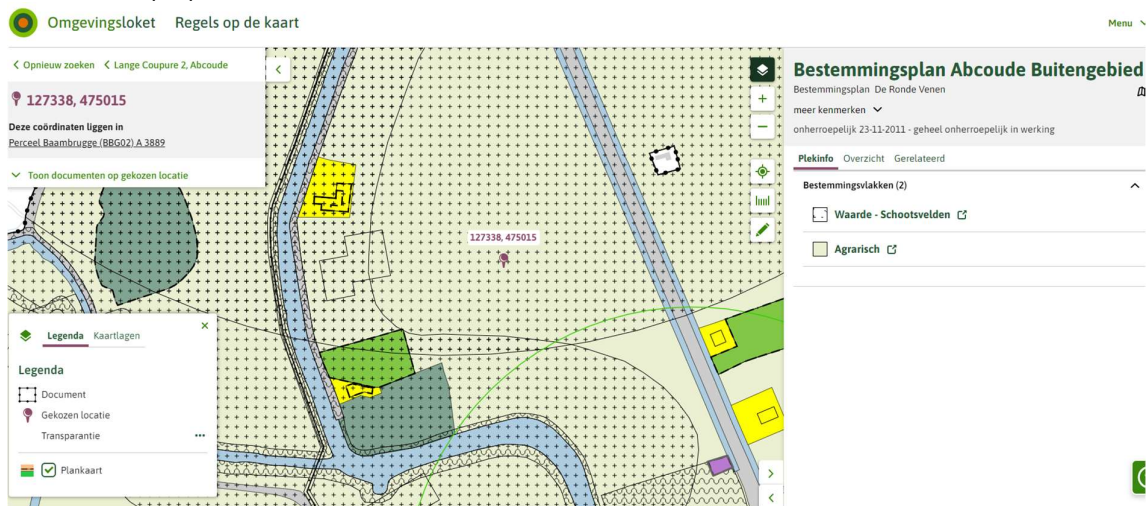 Omgevingsloket Regels op de kaart
Menu
Opnieuw zoeken Lange Coupure 2, Abcoude
127338, 475015
Deze coördinaten liggen in
Perceel Baambrugge (BBG02) A 3889
Toon documenten op gekozen locatie
127338, 475015
Legenda Kaartlagen
Legenda
Document
Gekozen locatie
Transparantie
Plankaart
Bestemmingsplan Abcoude Buitengebied
Bestemmingsplan De Ronde Venen
meer kenmerken
onherroepelijk 23-11-2011 - geheel onherroepelijk in werking
Plekinfo Overzicht Gerelateerd
Bestemmingsvlakken (2)
Waarde - Schootsvelden
Agrarisch